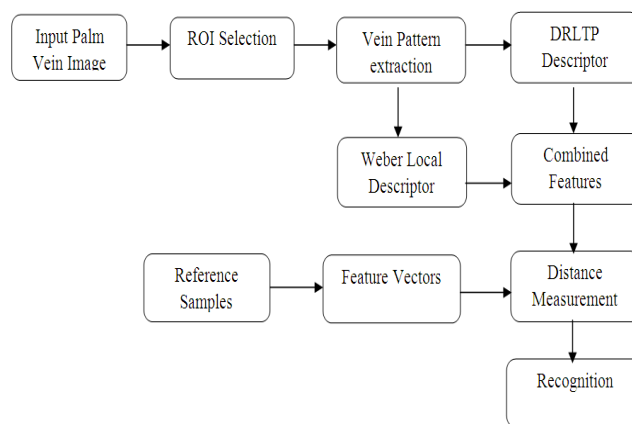 Input Palm
Vein Image
ROI Selection
Vein Pattern
extraction
DRLTP
Descriptor
Weber Local
Descriptor
Combined
Features
Reference
Samples
Feature Vectors
Distance
Measurement
Recognition